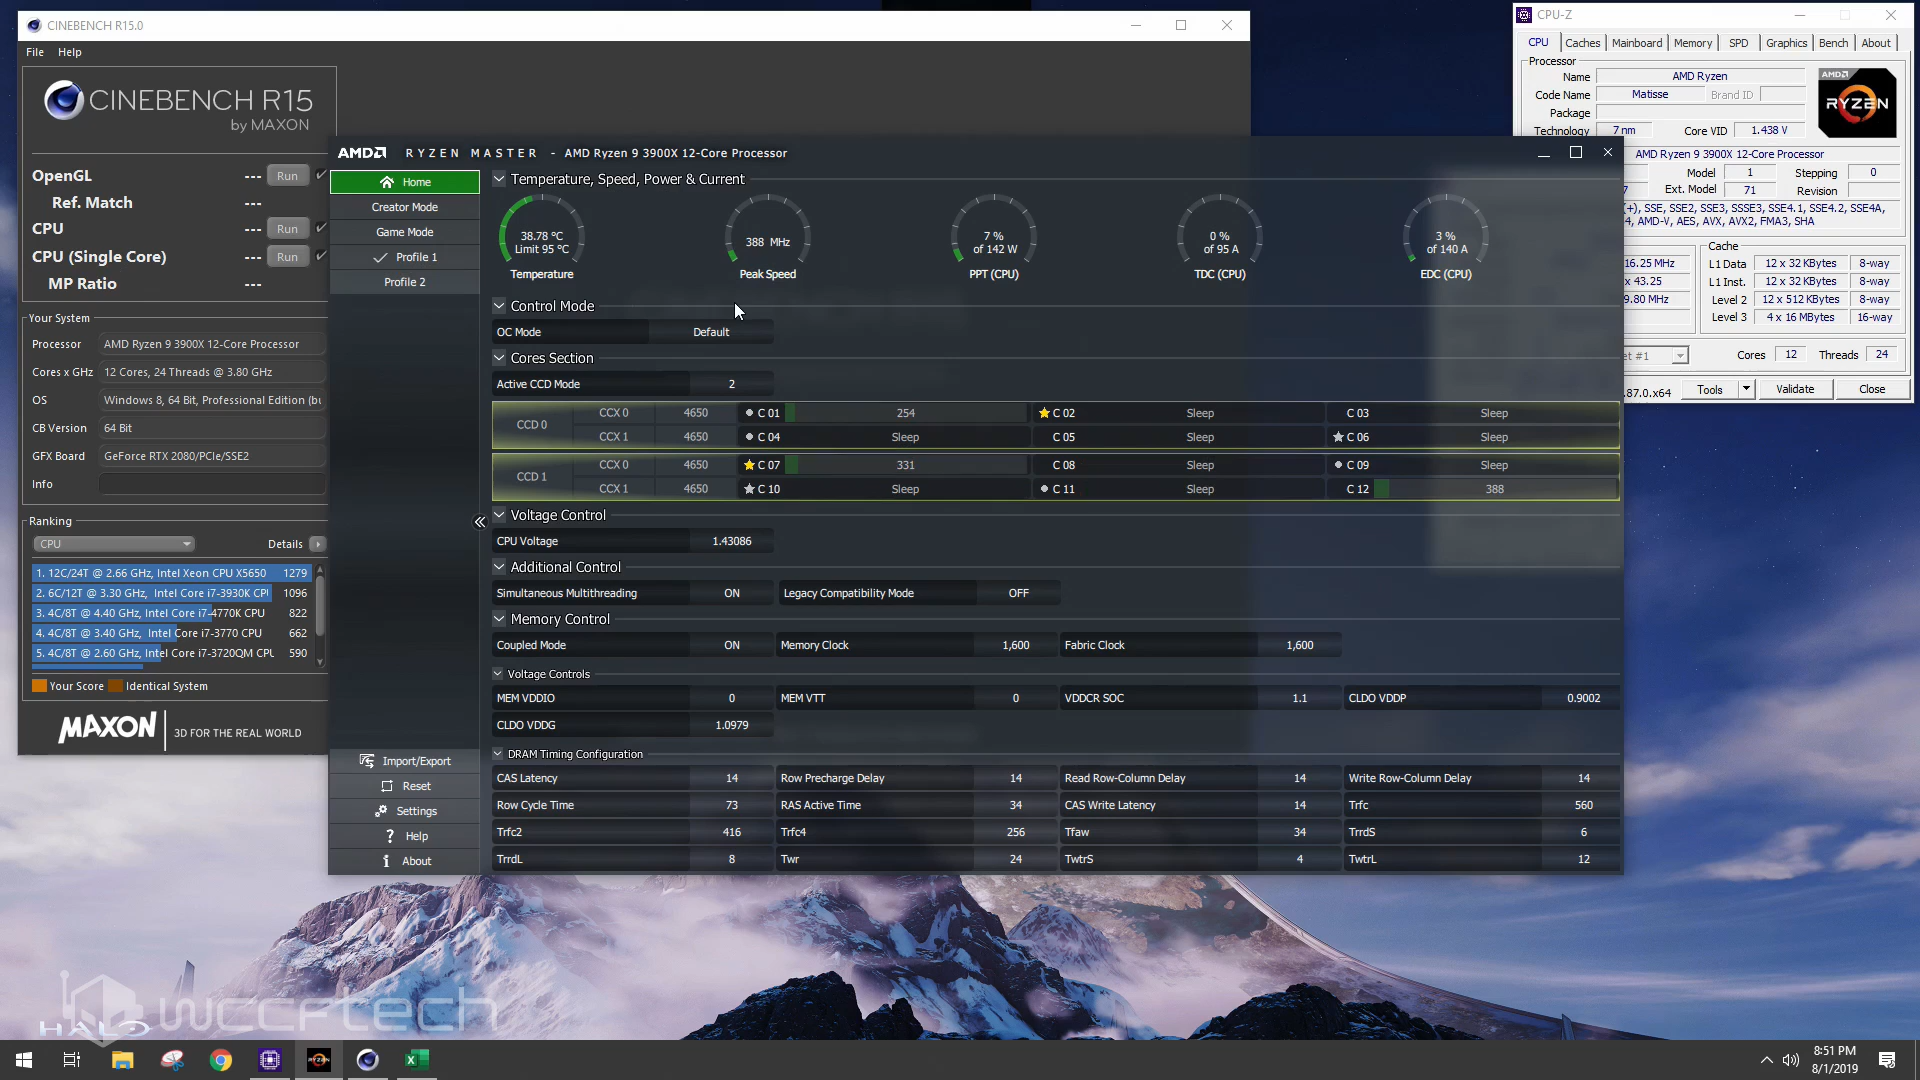 CINEBENCH R15.0
File Help
CINEBENCH R15
by MAXON
OpenGL --- Run
Ref. Match ---
CPU --- Run
CPU (Single Core) --- Run
MP Ratio ---
Your System
Processor AMD Ryzen 9 3900X 12-Core Processor
Cores x GHz 12 Cores, 24 Threads @ 3.80 GHz
OS Windows 8, 64 Bit, Professional Edition (bu
CB Version 64 Bit
GFX Board GeForce RTX 2080/PCIe/SSE2
Info
Ranking
CPU Details
1. 12C/24T @ 2.66 GHz, Intel Xeon CPU X5650 1279
2. 6C/12T @ 3.30 GHz, Intel Core i7-3930K CPU 1096
3. 4C/8T @ 4.40 GHz, Intel Core i7-4770K CPU 822
4. 4C/8T @ 3.40 GHz, Intel Core i7-3770 CPU 662
5. 4C/8T @ 2.60 GHz, Intel Core i7-3720QM CPU 590
Your Score Identical System
MAXON 3D FOR THE REAL WORLD
AMD RYZEN MASTER - AMD Ryzen 9 3900X 12-Core Processor
Home
Creator Mode
Game Mode
Profile 1
Profile 2
Import/Export
Reset
Settings
Help
About
Temperature, Speed, Power & Current
38.78 °C
Limit 95 °C
Temperature
388 MHz
Peak Speed
7 %
of 142 W
PPT (CPU)
0 %
of 95 A
TDC (CPU)
3 %
of 140 A
EDC (CPU)
Control Mode
OC Mode Default
Cores Section
Active CCD Mode 2
CCD 0
CCX 0 4650 C 01 254 C 02 Sleep C 03 Sleep
CCX 1 4650 C 04 Sleep C 05 Sleep C 06 Sleep
CCD 1
CCX 0 4650 C 07 331 C 08 Sleep C 09 Sleep
CCX 1 4650 C 10 Sleep C 11 Sleep C 12 388
Voltage Control
CPU Voltage 1.43086
Additional Control
Simultaneous Multithreading ON Legacy Compatibility Mode OFF
Memory Control
Coupled Mode ON Memory Clock 1,600 Fabric Clock 1,600
Voltage Controls
MEM VDDIO 0 MEM VTT 0 VDDCR SOC 1.1 CLDO VDDP 0.9002
CLDO VDDG 1.0979
DRAM Timing Configuration
CAS Latency 14 Row Precharge Delay 14 Read Row-Column Delay 14 Write Row-Column Delay 14
Row Cycle Time 73 RAS Active Time 34 CAS Write Latency 14 Trfc 560
Trfc2 416 Trfc4 256 Tfaw 34 TrrdS 6
TrrdL 8 Twr 24 TwtrS 4 TwtrL 12
CPU-Z
CPU Caches Mainboard Memory SPD Graphics Bench About
Processor
Name AMD Ryzen
Code Name Matisse Brand ID
Package
Technology 7 nm Core VID 1.438 V
AMD RYZEN
AMD Ryzen 9 3900X 12-Core Processor
7 Model 1 Stepping 0
Ext. Model 71 Revision
(+), SSE, SSE2, SSE3, SSSE3, SSE4.1, SSE4.2, SSE4A,
4, AMD-V, AES, AVX, AVX2, FMA3, SHA
16.25 MHz
x 43.25
9.80 MHz
Cache
L1 Data 12 x 32 KBytes 8-way
L1 Inst. 12 x 32 KBytes 8-way
Level 2 12 x 512 KBytes 8-way
Level 3 4 x 16 MBytes 16-way
et #1 Cores 12 Threads 24
.87.0.x64 Tools Validate Close
wccftech
HALO
RYZEN
8:51 PM
8/1/2019